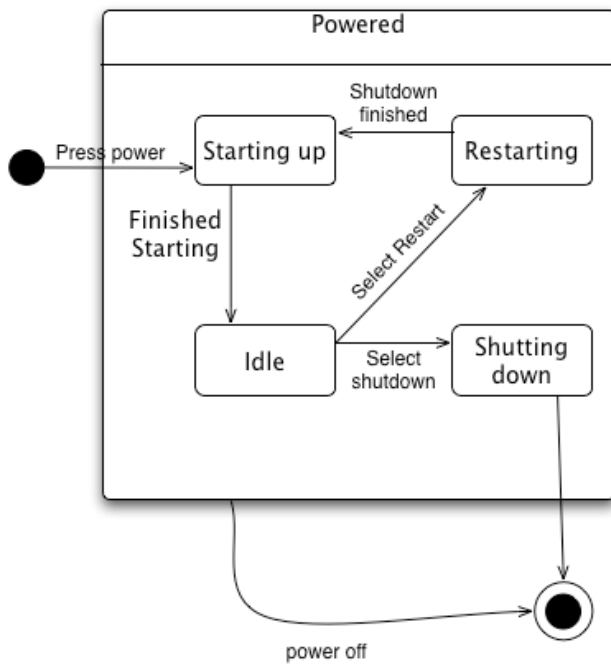 Powered
Shutdown
finished
Press power
Starting up
Restarting
Finished
Starting
Select Restart
Idle
Select
shutdown
Shutting
down
power off